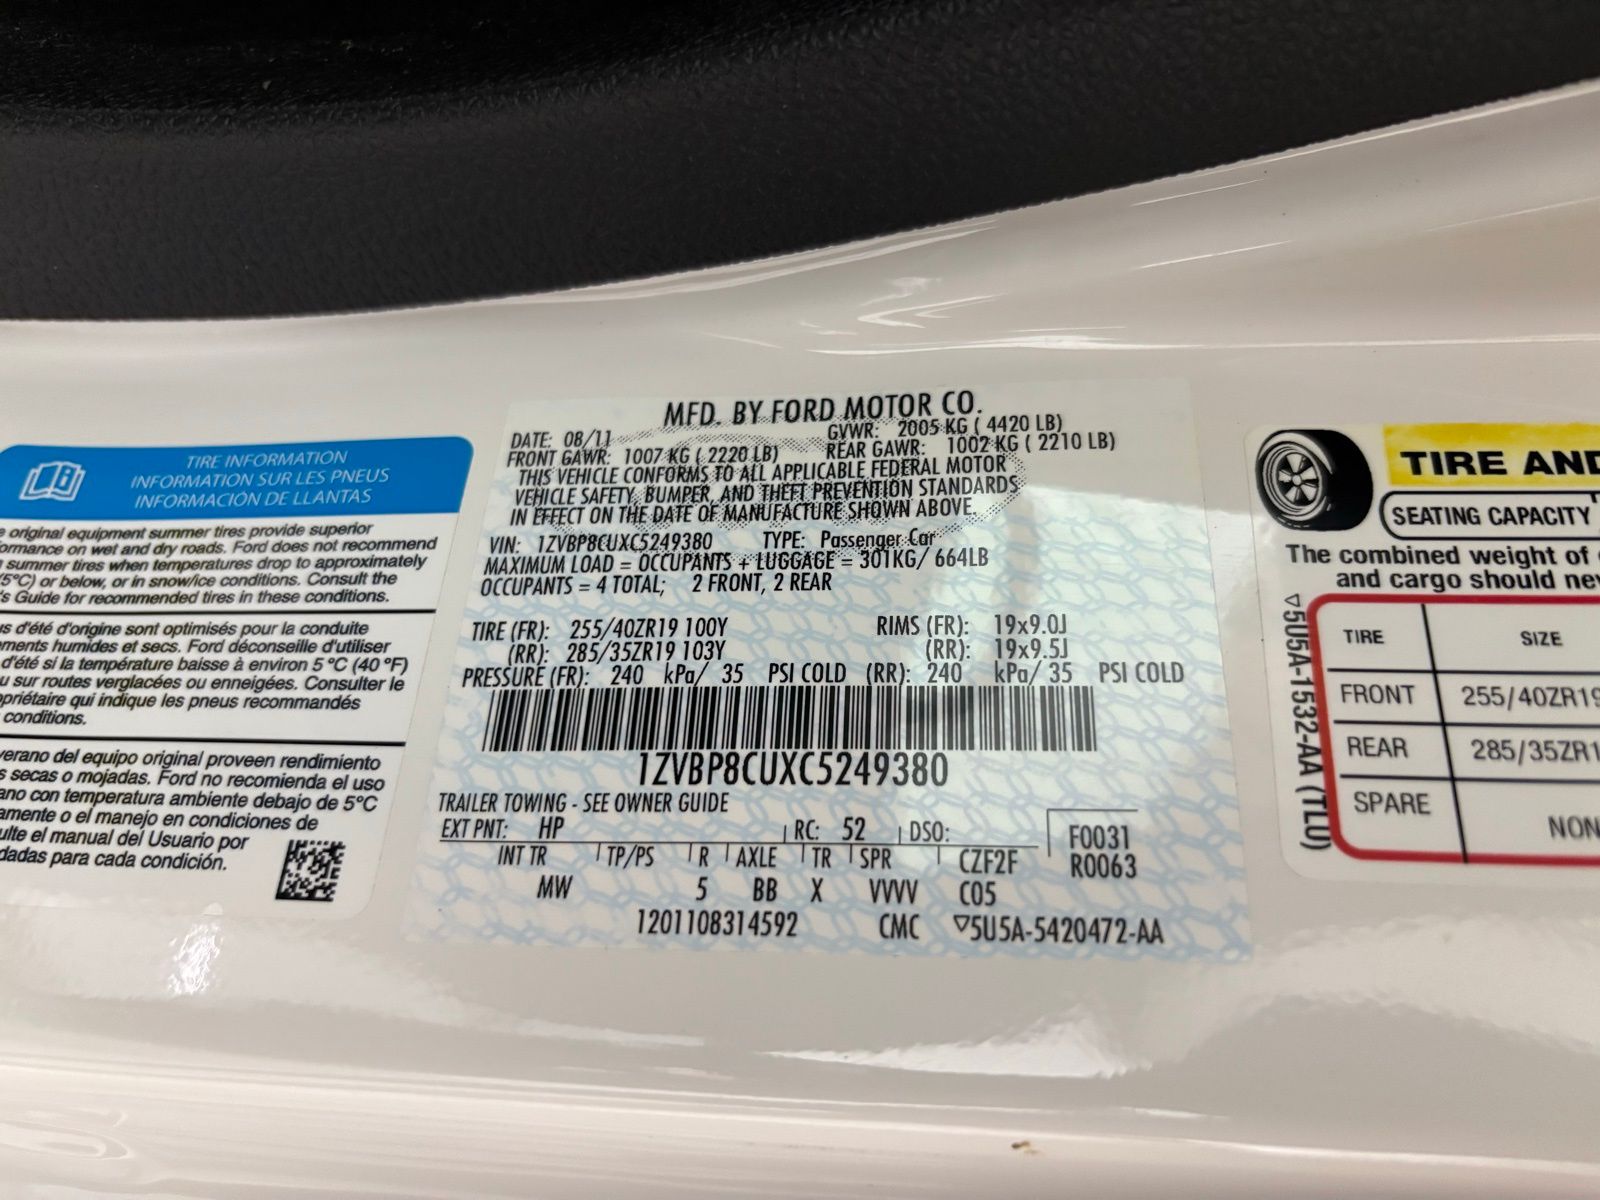 TIRE INFORMATION
INFORMATION SUR LES PNEUS
INFORMACIÓN DE LLANTAS
original equipment summer tires provide superior
ormance on wet and dry roads. Ford does not recommend
summer tires when temperatures drop to approximately
(5°C) or below, or in snow/ice conditions. Consult the
's Guide for recommended tires in these conditions.
s d'été d'origine sont optimisés pour la conduite
ments humides et secs. Ford déconseille d'utiliser
d'été si la température baisse à environ 5 °C (40 °F)
u sur routes verglacées ou enneigées. Consulter le
opriétaire qui indique les pneus recommandés
conditions.
verano del equipo original proveen rendimiento
s secas o mojadas. Ford no recomienda el uso
ano con temperatura ambiente debajo de 5°C
amente o el manejo en condiciones de
ulte el manual del Usuario por
dadas para cada condición.
MFD. BY FORD MOTOR CO.
DATE: 08/11 GVWR: 2005 KG ( 4420 LB)
FRONT GAWR: 1007 KG ( 2220 LB) REAR GAWR: 1002 KG ( 2210 LB)
THIS VEHICLE CONFORMS TO ALL APPLICABLE FEDERAL MOTOR
VEHICLE SAFETY, BUMPER, AND THEFT PREVENTION STANDARDS
IN EFFECT ON THE DATE OF MANUFACTURE SHOWN ABOVE.
VIN: 1ZVBP8CUXC5249380 TYPE: Passenger Car
MAXIMUM LOAD = OCCUPANTS + LUGGAGE = 301KG/ 664LB
OCCUPANTS = 4 TOTAL; 2 FRONT, 2 REAR
TIRE (FR): 255/40ZR19 100Y RIMS (FR): 19x9.0J
(RR): 285/35ZR19 103Y (RR): 19x9.5J
PRESSURE (FR): 240 kPa/ 35 PSI COLD (RR): 240 kPa/ 35 PSI COLD
1ZVBP8CUXC5249380
TRAILER TOWING - SEE OWNER GUIDE
EXT PNT: HP RC: 52 DSO: F0031
INT TR TP/PS R AXLE TR SPR CZF2F R0063
MW 5 BB X VVVV C05
1201108314592 CMC ▽5U5A-5420472-AA
TIRE AND
SEATING CAPACITY
The combined weight of
and cargo should nev
▽5U5A-1532-AA (TLU)
TIRE SIZE
FRONT 255/40ZR19
REAR 285/35ZR1
SPARE NON